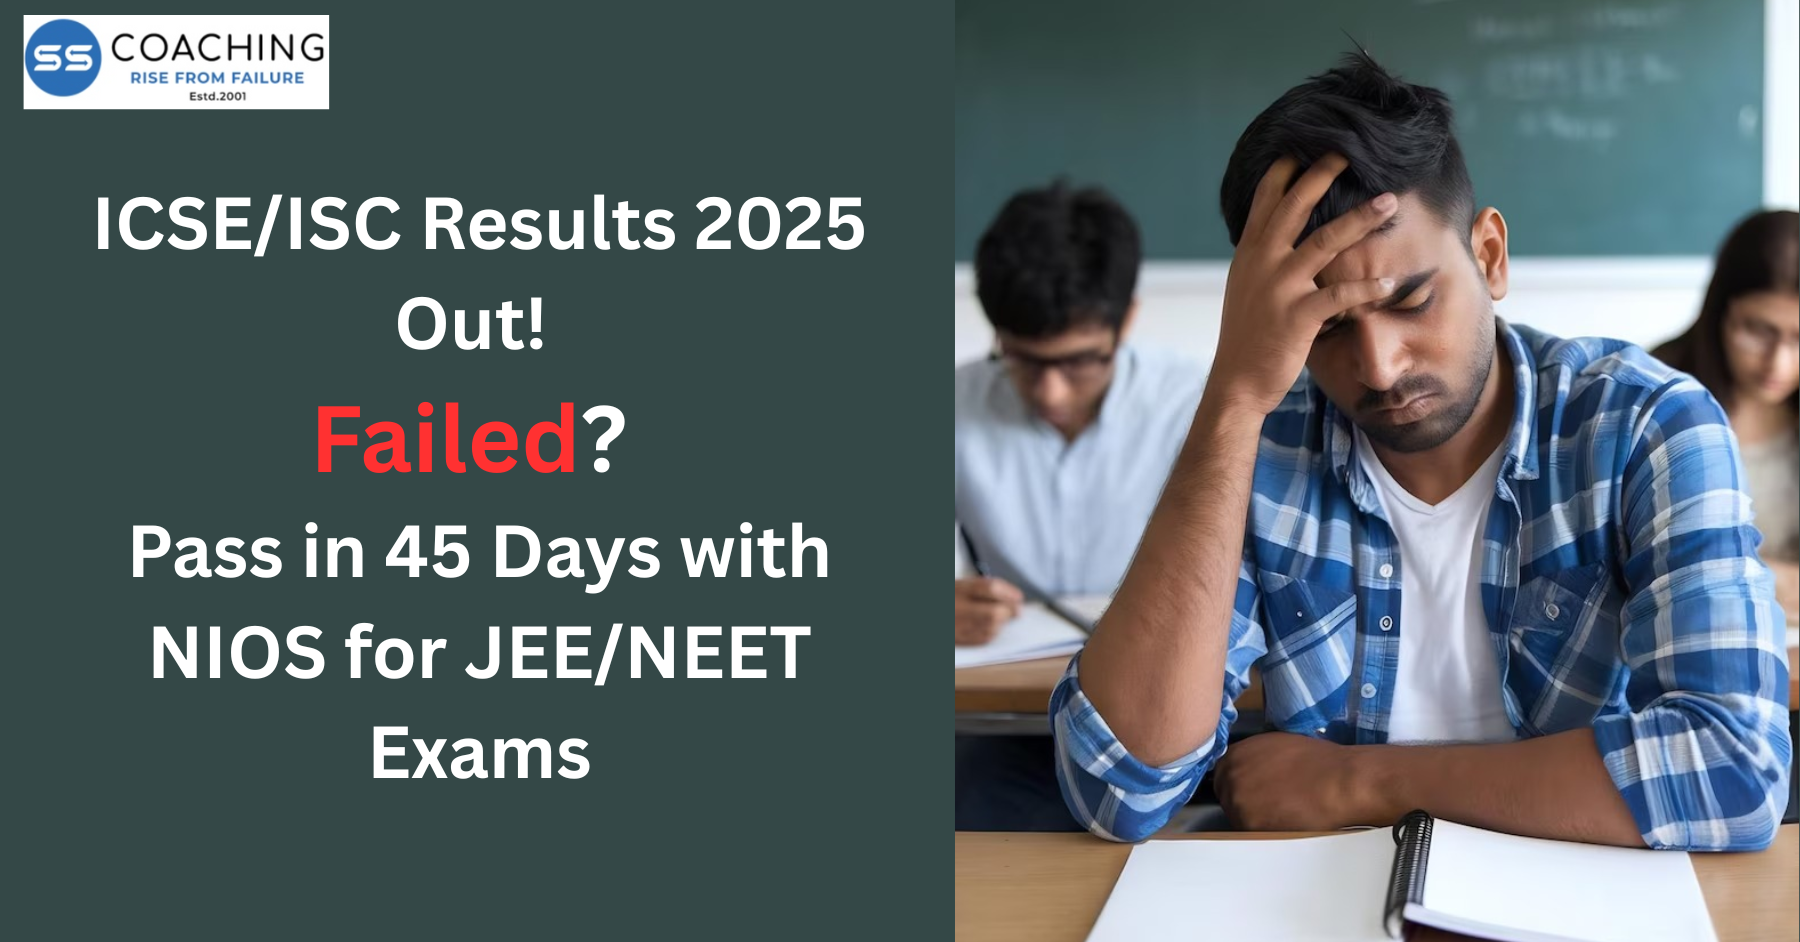 SS COACHING
RISE FROM FAILURE
Estd.2001
ICSE/ISC Results 2025
Out!
Failed?
Pass in 45 Days with
NIOS for JEE/NEET
Exams